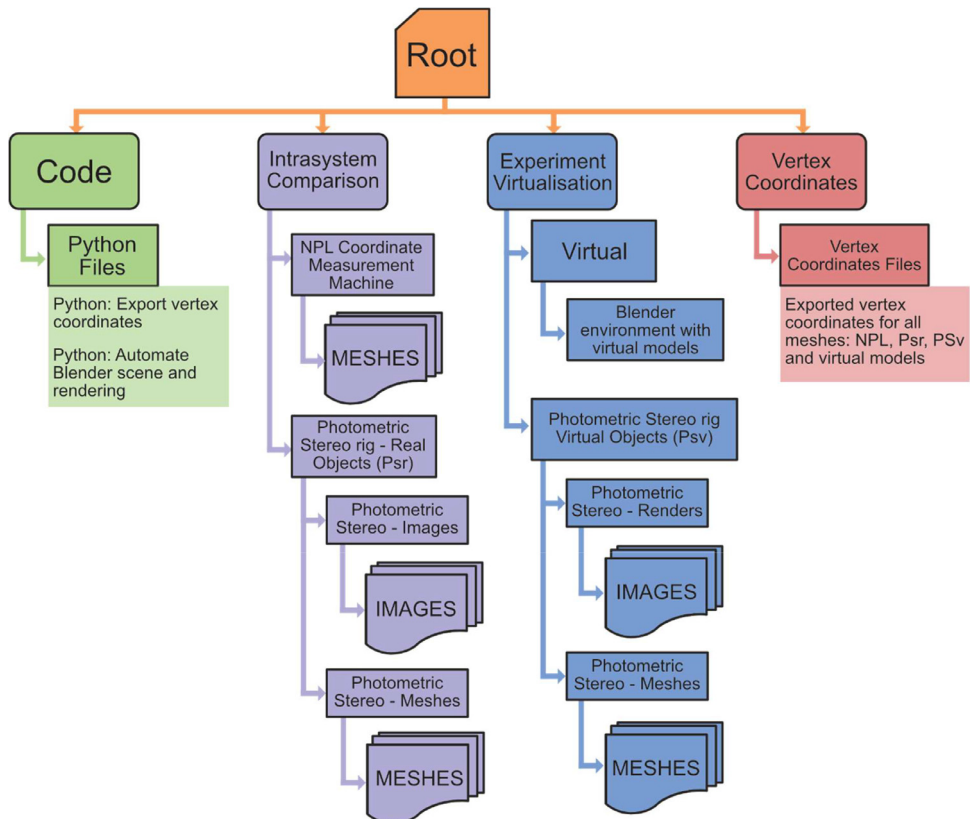 Root
Code
Python
Files
Python: Export vertex
coordinates
Python: Automate
Blender scene and
rendering
Intrasystem
Comparison
NPL Coordinate
Measurement
Machine
MESHES
Photometric
Stereo rig - Real
Objects (Psr)
Photometric
Stereo - Images
IMAGES
Photometric
Stereo - Meshes
MESHES
Experiment
Virtualisation
Virtual
Blender
environment with
virtual models
Photometric Stereo rig
Virtual Objects (Psv)
Photometric
Stereo - Renders
IMAGES
Photometric
Stereo - Meshes
MESHES
Vertex
Coordinates
Vertex
Coordinates Files
Exported vertex
coordinates for all
meshes: NPL, Psr, PSv
and virtual models